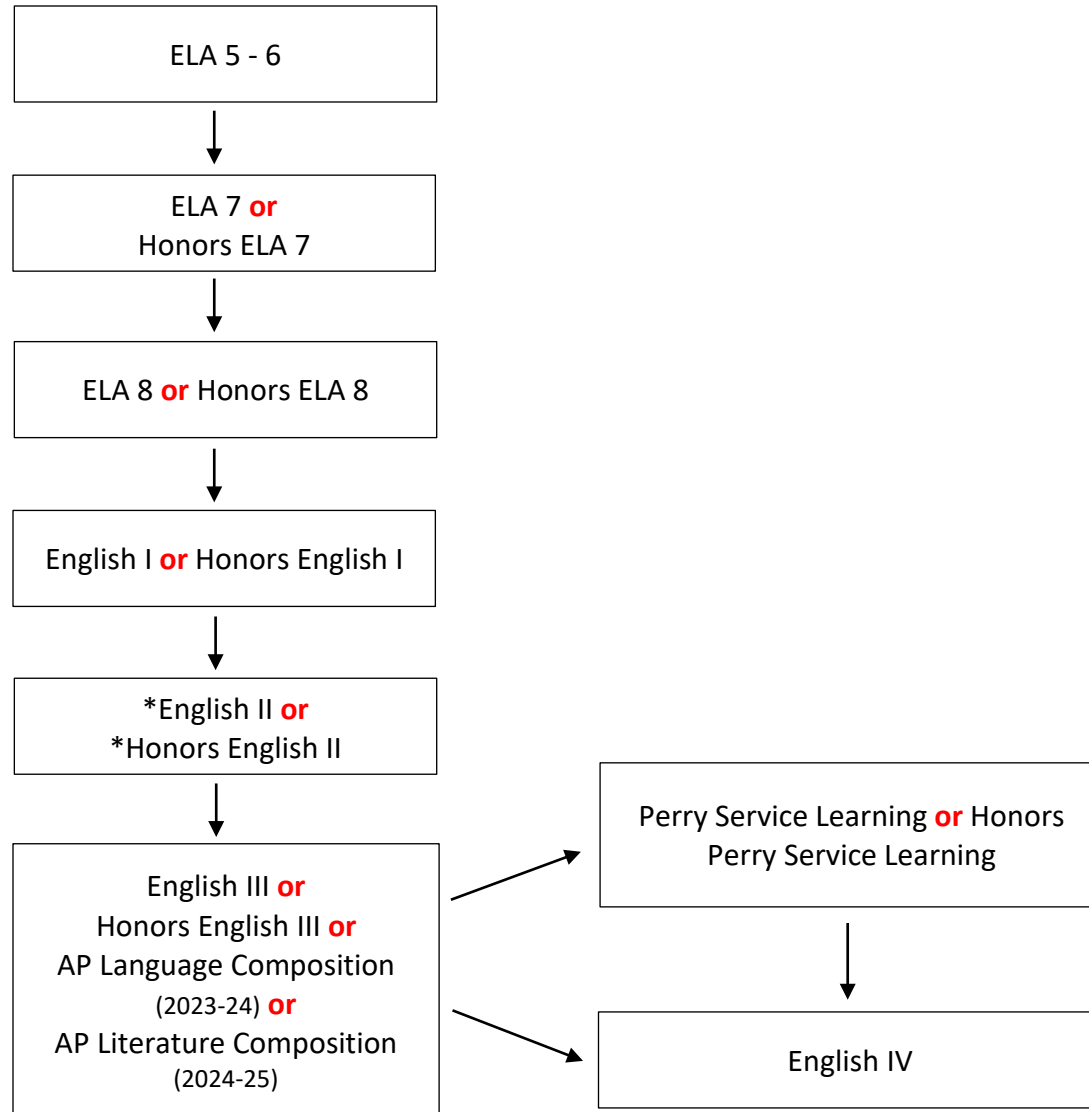 ELA 5 - 6
ELA 7 or
Honors ELA 7
ELA 8 or Honors ELA 8
English I or Honors English I
*English II or
*Honors English II
English III or
Honors English III or
AP Language Composition
(2023-24) or
AP Literature Composition
(2024-25)
Perry Service Learning or Honors
Perry Service Learning
English IV